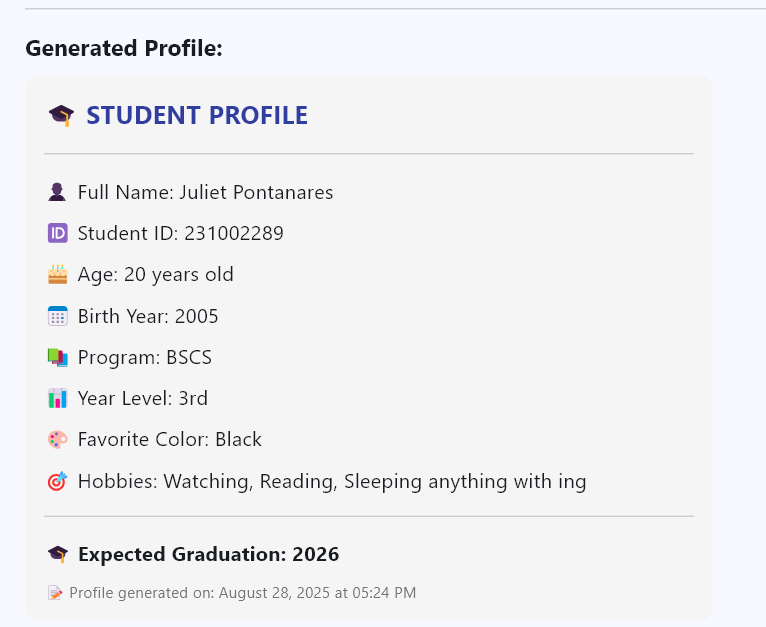 Generated Profile:
STUDENT PROFILE
Full Name: Juliet Pontanares
ID Student ID: 231002289
Age: 20 years old
Birth Year: 2005
Program: BSCS
Year Level: 3rd
Favorite Color: Black
Hobbies: Watching, Reading, Sleeping anything with ing
Expected Graduation: 2026
Profile generated on: August 28, 2025 at 05:24 PM